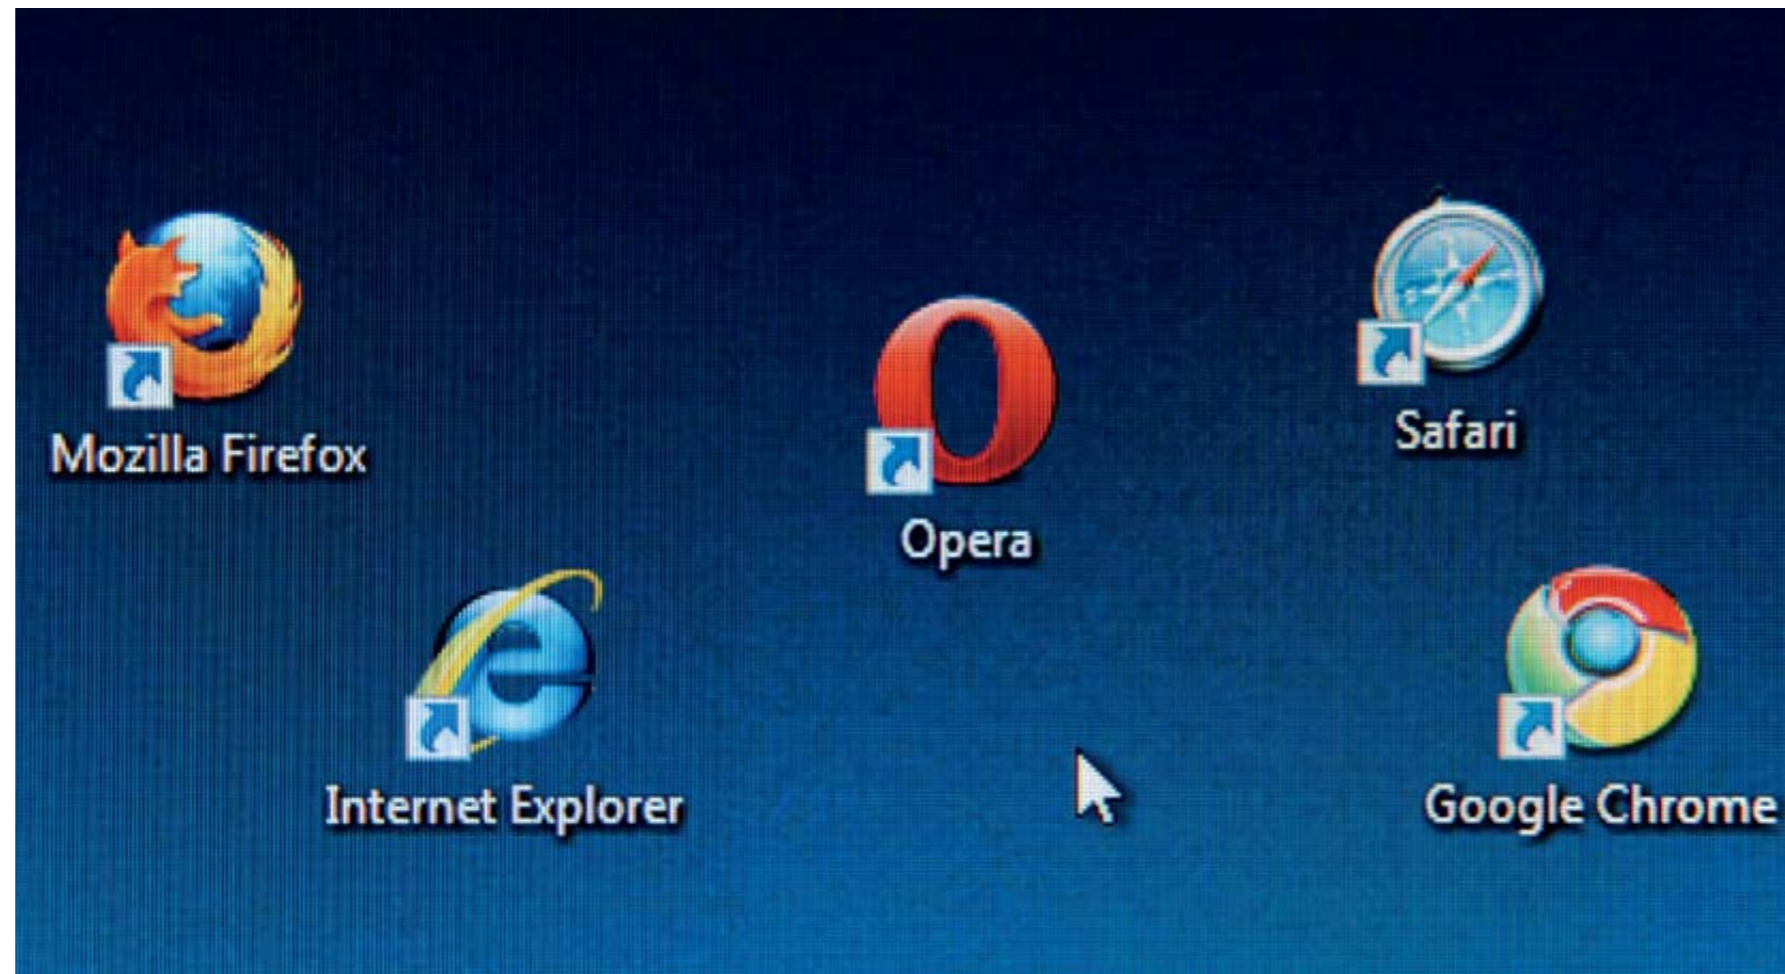 Mozilla Firefox
Opera
Safari
Internet Explorer
Google Chrome